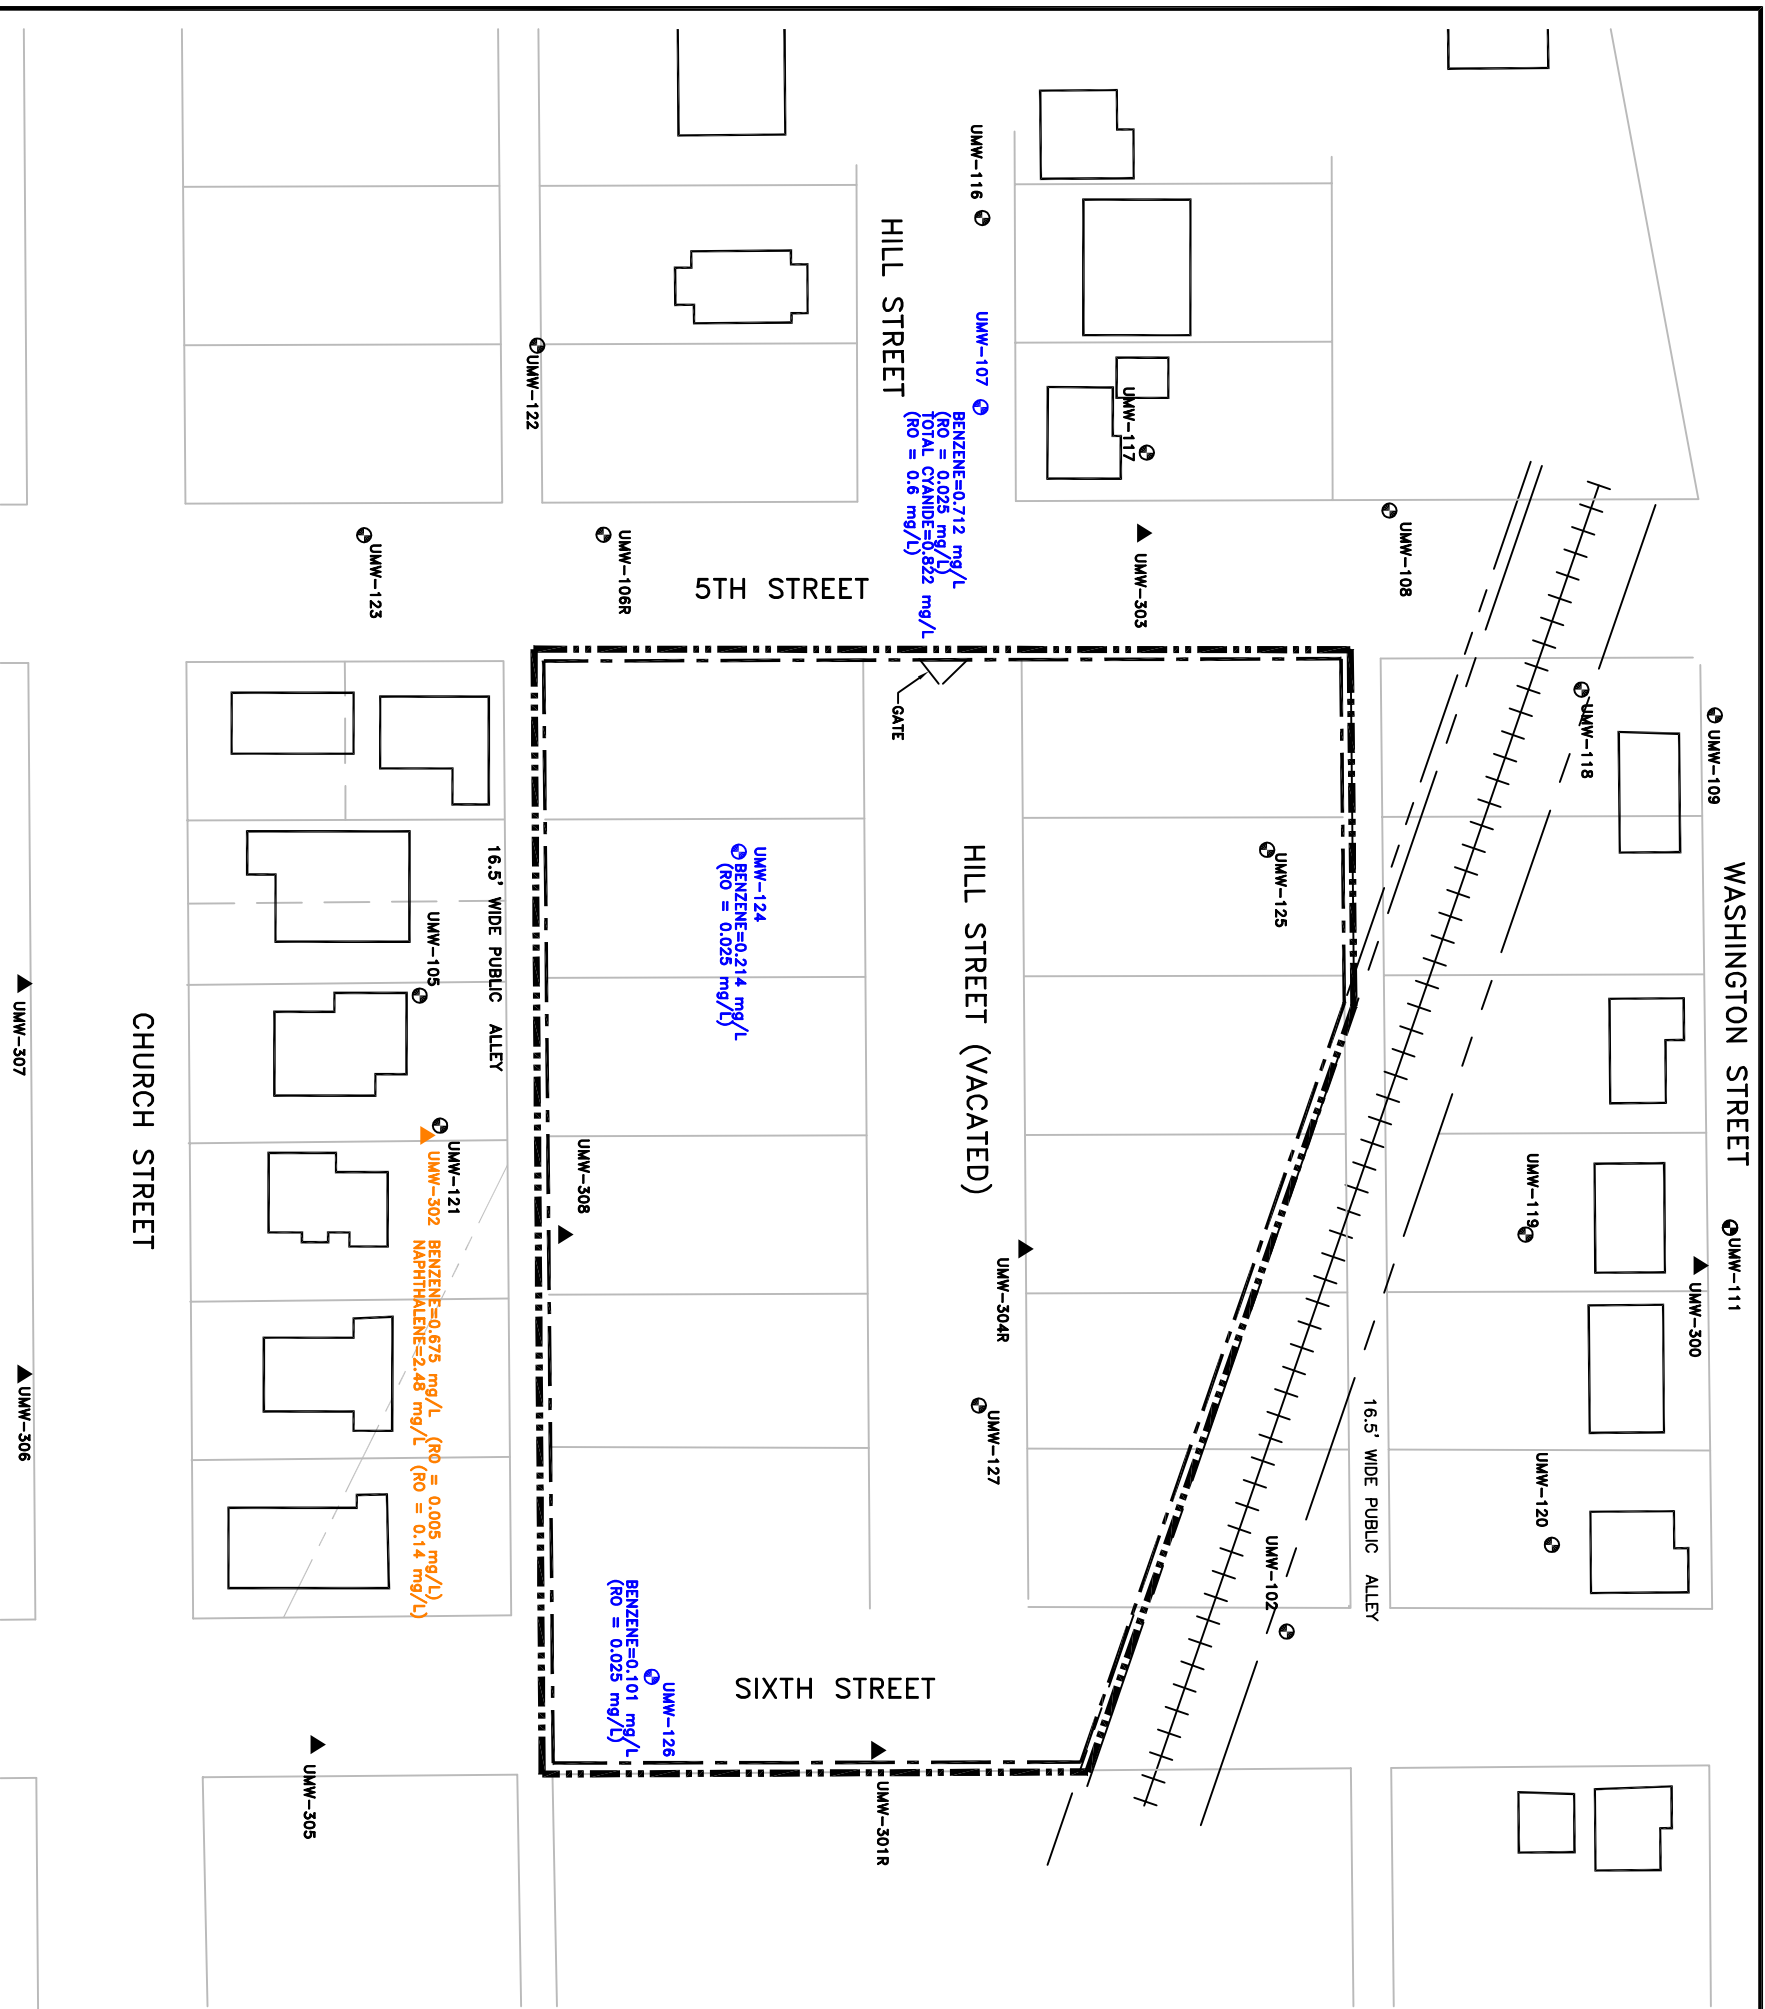 UMW-116
HILL STREET
UMW-107
BENZENE=0.712 mg/L
(RO = 0.025 mg/L)
TOTAL CYANIDE=0.822 mg/L
(RO = 0.6 mg/L)
UMW-117
UMW-122
UMW-123
UMW-106R
5TH STREET
UMW-303
UMW-108
GATE
UMW-118
UMW-109
WASHINGTON STREET
UMW-125
HILL STREET (VACATED)
UMW-124
BENZENE=0.214 mg/L
(RO = 0.025 mg/L)
16.5' WIDE PUBLIC ALLEY
UMW-105
UMW-307
CHURCH STREET
UMW-121
UMW-302 BENZENE=0.675 mg/L (RO = 0.005 mg/L)
NAPHTHALENE=2.48 mg/L (RO = 0.14 mg/L)
UMW-308
UMW-304R
UMW-119
UMW-111
UMW-300
UMW-306
UMW-127
16.5' WIDE PUBLIC ALLEY
UMW-120
UMW-102
BENZENE=0.101 mg/L
(RO = 0.025 mg/L)
UMW-126
SIXTH STREET
UMW-305
UMW-301R